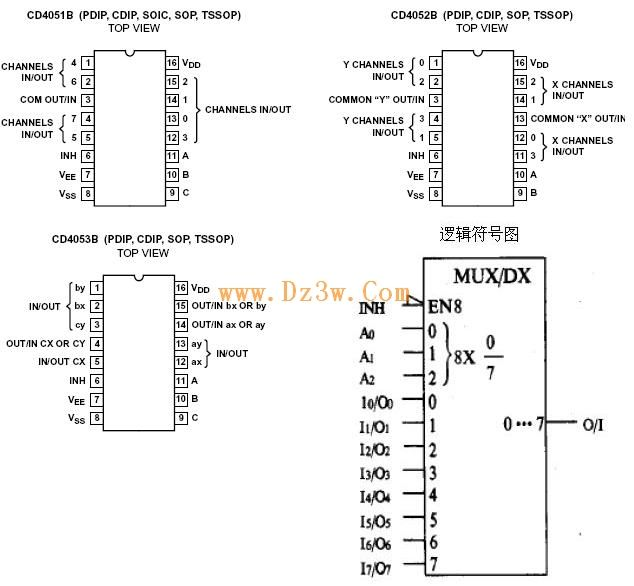 CD4051B (PDIP, CDIP, SOIC, SOP, TSSOP)
TOP VIEW
CHANNELS IN/OUT
4 1
6 2
COM OUT/IN 3
CHANNELS IN/OUT
7 4
5 5
INH 6
VEE 7
VSS 8
16 VDD
15 2
14 1
13 0
12 3
CHANNELS IN/OUT
11 A
10 B
9 C
CD4052B (PDIP, CDIP, SOP, TSSOP)
TOP VIEW
Y CHANNELS IN/OUT
0 1
2 2
COMMON “Y” OUT/IN 3
Y CHANNELS IN/OUT
3 4
1 5
INH 6
VEE 7
VSS 8
16 VDD
15 2
14 1
X CHANNELS IN/OUT
13 COMMON “X” OUT/IN
12 0
11 3
X CHANNELS IN/OUT
10 A
9 B
CD4053B (PDIP, CDIP, SOP, TSSOP)
TOP VIEW
IN/OUT
by 1
bx 2
cy 3
OUT/IN CX OR CY 4
IN/OUT CX 5
INH 6
VEE 7
VSS 8
16 VDD
15 OUT/IN bx OR by
14 OUT/IN ax OR ay
13 ay
12 ax
IN/OUT
11 A
10 B
9 C
www.Dz3w.Com
逻辑符号图
MUX/DX
INH EN8
A0 0
A1 1
A2 2
8X 0/7
I0/O0 0
I1/O1 1
I2/O2 2
I3/O3 3
I4/O4 4
I5/O5 5
I6/O6 6
I7/O7 7
0···7 O/I